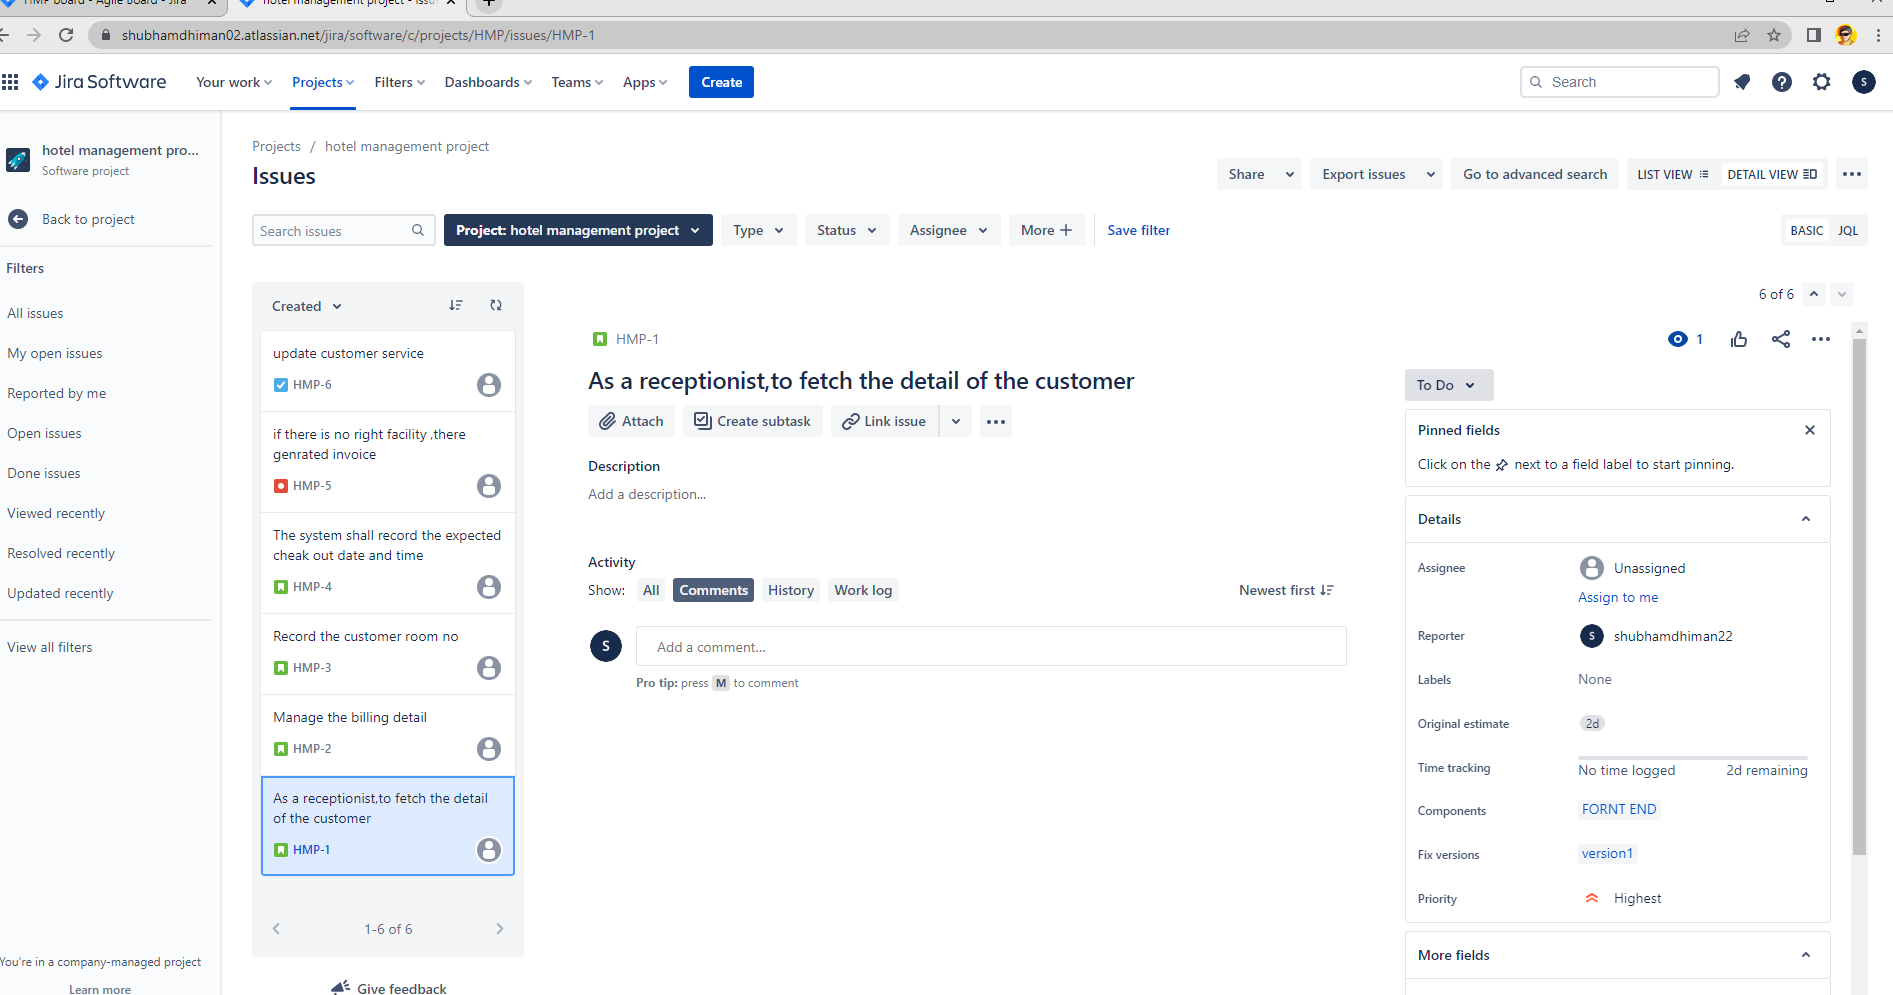 HMP board - Agile Board - Jira
hotel management project - Issu
shubhamdhiman02.atlassian.net/jira/software/c/projects/HMP/issues/HMP-1
Jira Software
Your work
Projects
Filters
Dashboards
Teams
Apps
Create
Search
S
hotel management pro...
Software project
Back to project
Filters
All issues
My open issues
Reported by me
Open issues
Done issues
Viewed recently
Resolved recently
Updated recently
View all filters
You're in a company-managed project
Learn more
Projects / hotel management project
Issues
Share
Export issues
Go to advanced search
LIST VIEW
DETAIL VIEW
Search issues
Project: hotel management project
Type
Status
Assignee
More
Save filter
BASIC
JQL
Created
update customer service
HMP-6
if there is no right facility ,there
genrated invoice
HMP-5
The system shall record the expected
cheak out date and time
HMP-4
Record the customer room no
HMP-3
Manage the billing detail
HMP-2
As a receptionist,to fetch the detail
of the customer
HMP-1
1-6 of 6
Give feedback
6 of 6
HMP-1
1
As a receptionist,to fetch the detail of the customer
Attach
Create subtask
Link issue
Description
Add a description...
Activity
Show:
All
Comments
History
Work log
Newest first
S
Add a comment...
Pro tip: press M to comment
To Do
Pinned fields
Click on the next to a field label to start pinning.
Details
Assignee
Unassigned
Assign to me
Reporter
S
shubhamdhiman22
Labels
None
Original estimate
2d
Time tracking
No time logged
2d remaining
Components
FORNT END
Fix versions
version1
Priority
Highest
More fields